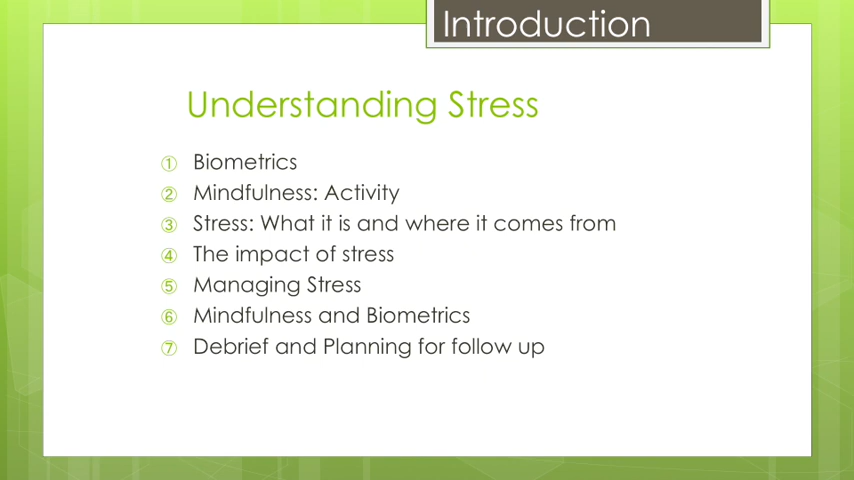 Introduction
Understanding Stress
① Biometrics
② Mindfulness: Activity
③ Stress: What it is and where it comes from
④ The impact of stress
⑤ Managing Stress
⑥ Mindfulness and Biometrics
⑦ Debrief and Planning for follow up